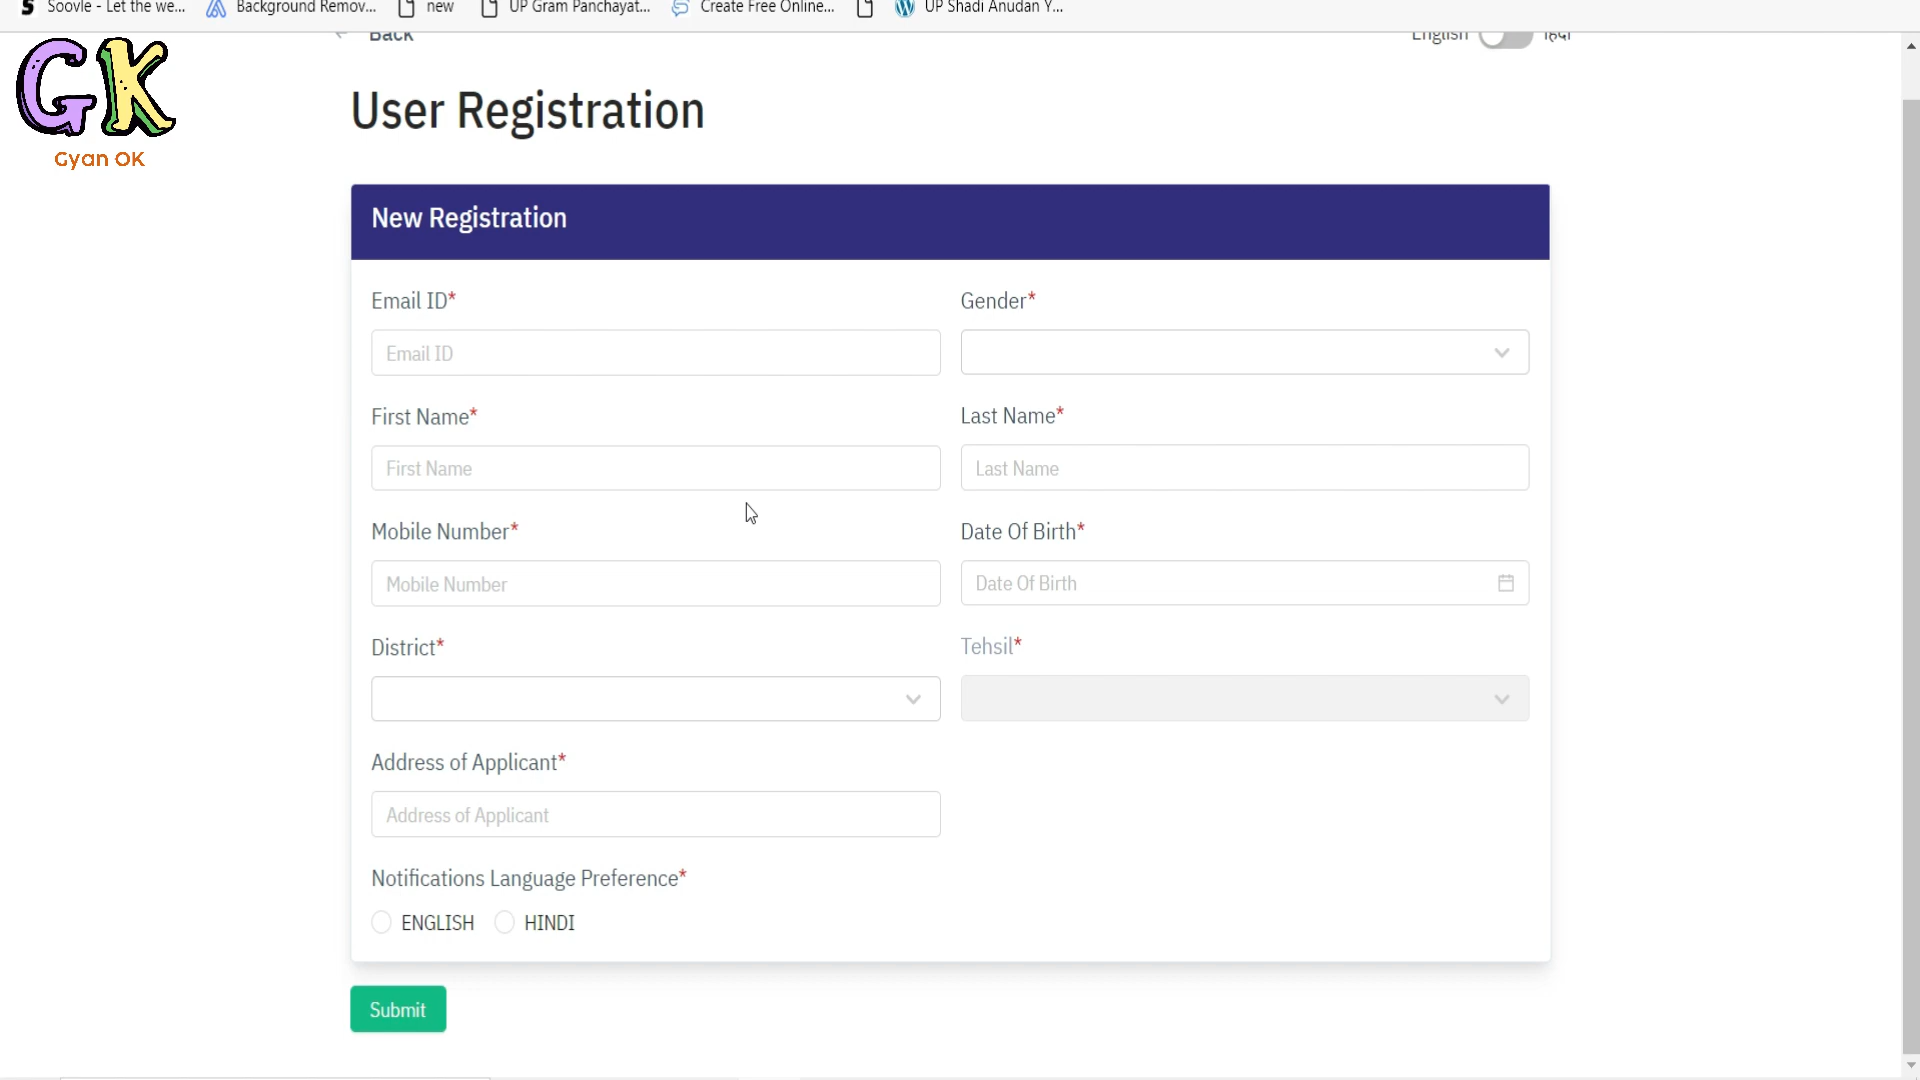 Soovle - Let the we...
Background Remov...
new
UP Gram Panchayat...
Create Free Online...
UP Shadi Anudan Y...
Back
English
हिंदी
GK
Gyan OK
User Registration
New Registration
Email ID*
Gender*
Email ID
First Name*
Last Name*
First Name
Last Name
Mobile Number*
Date Of Birth*
Mobile Number
Date Of Birth
District*
Tehsil*
Address of Applicant*
Address of Applicant
Notifications Language Preference*
ENGLISH
HINDI
Submit